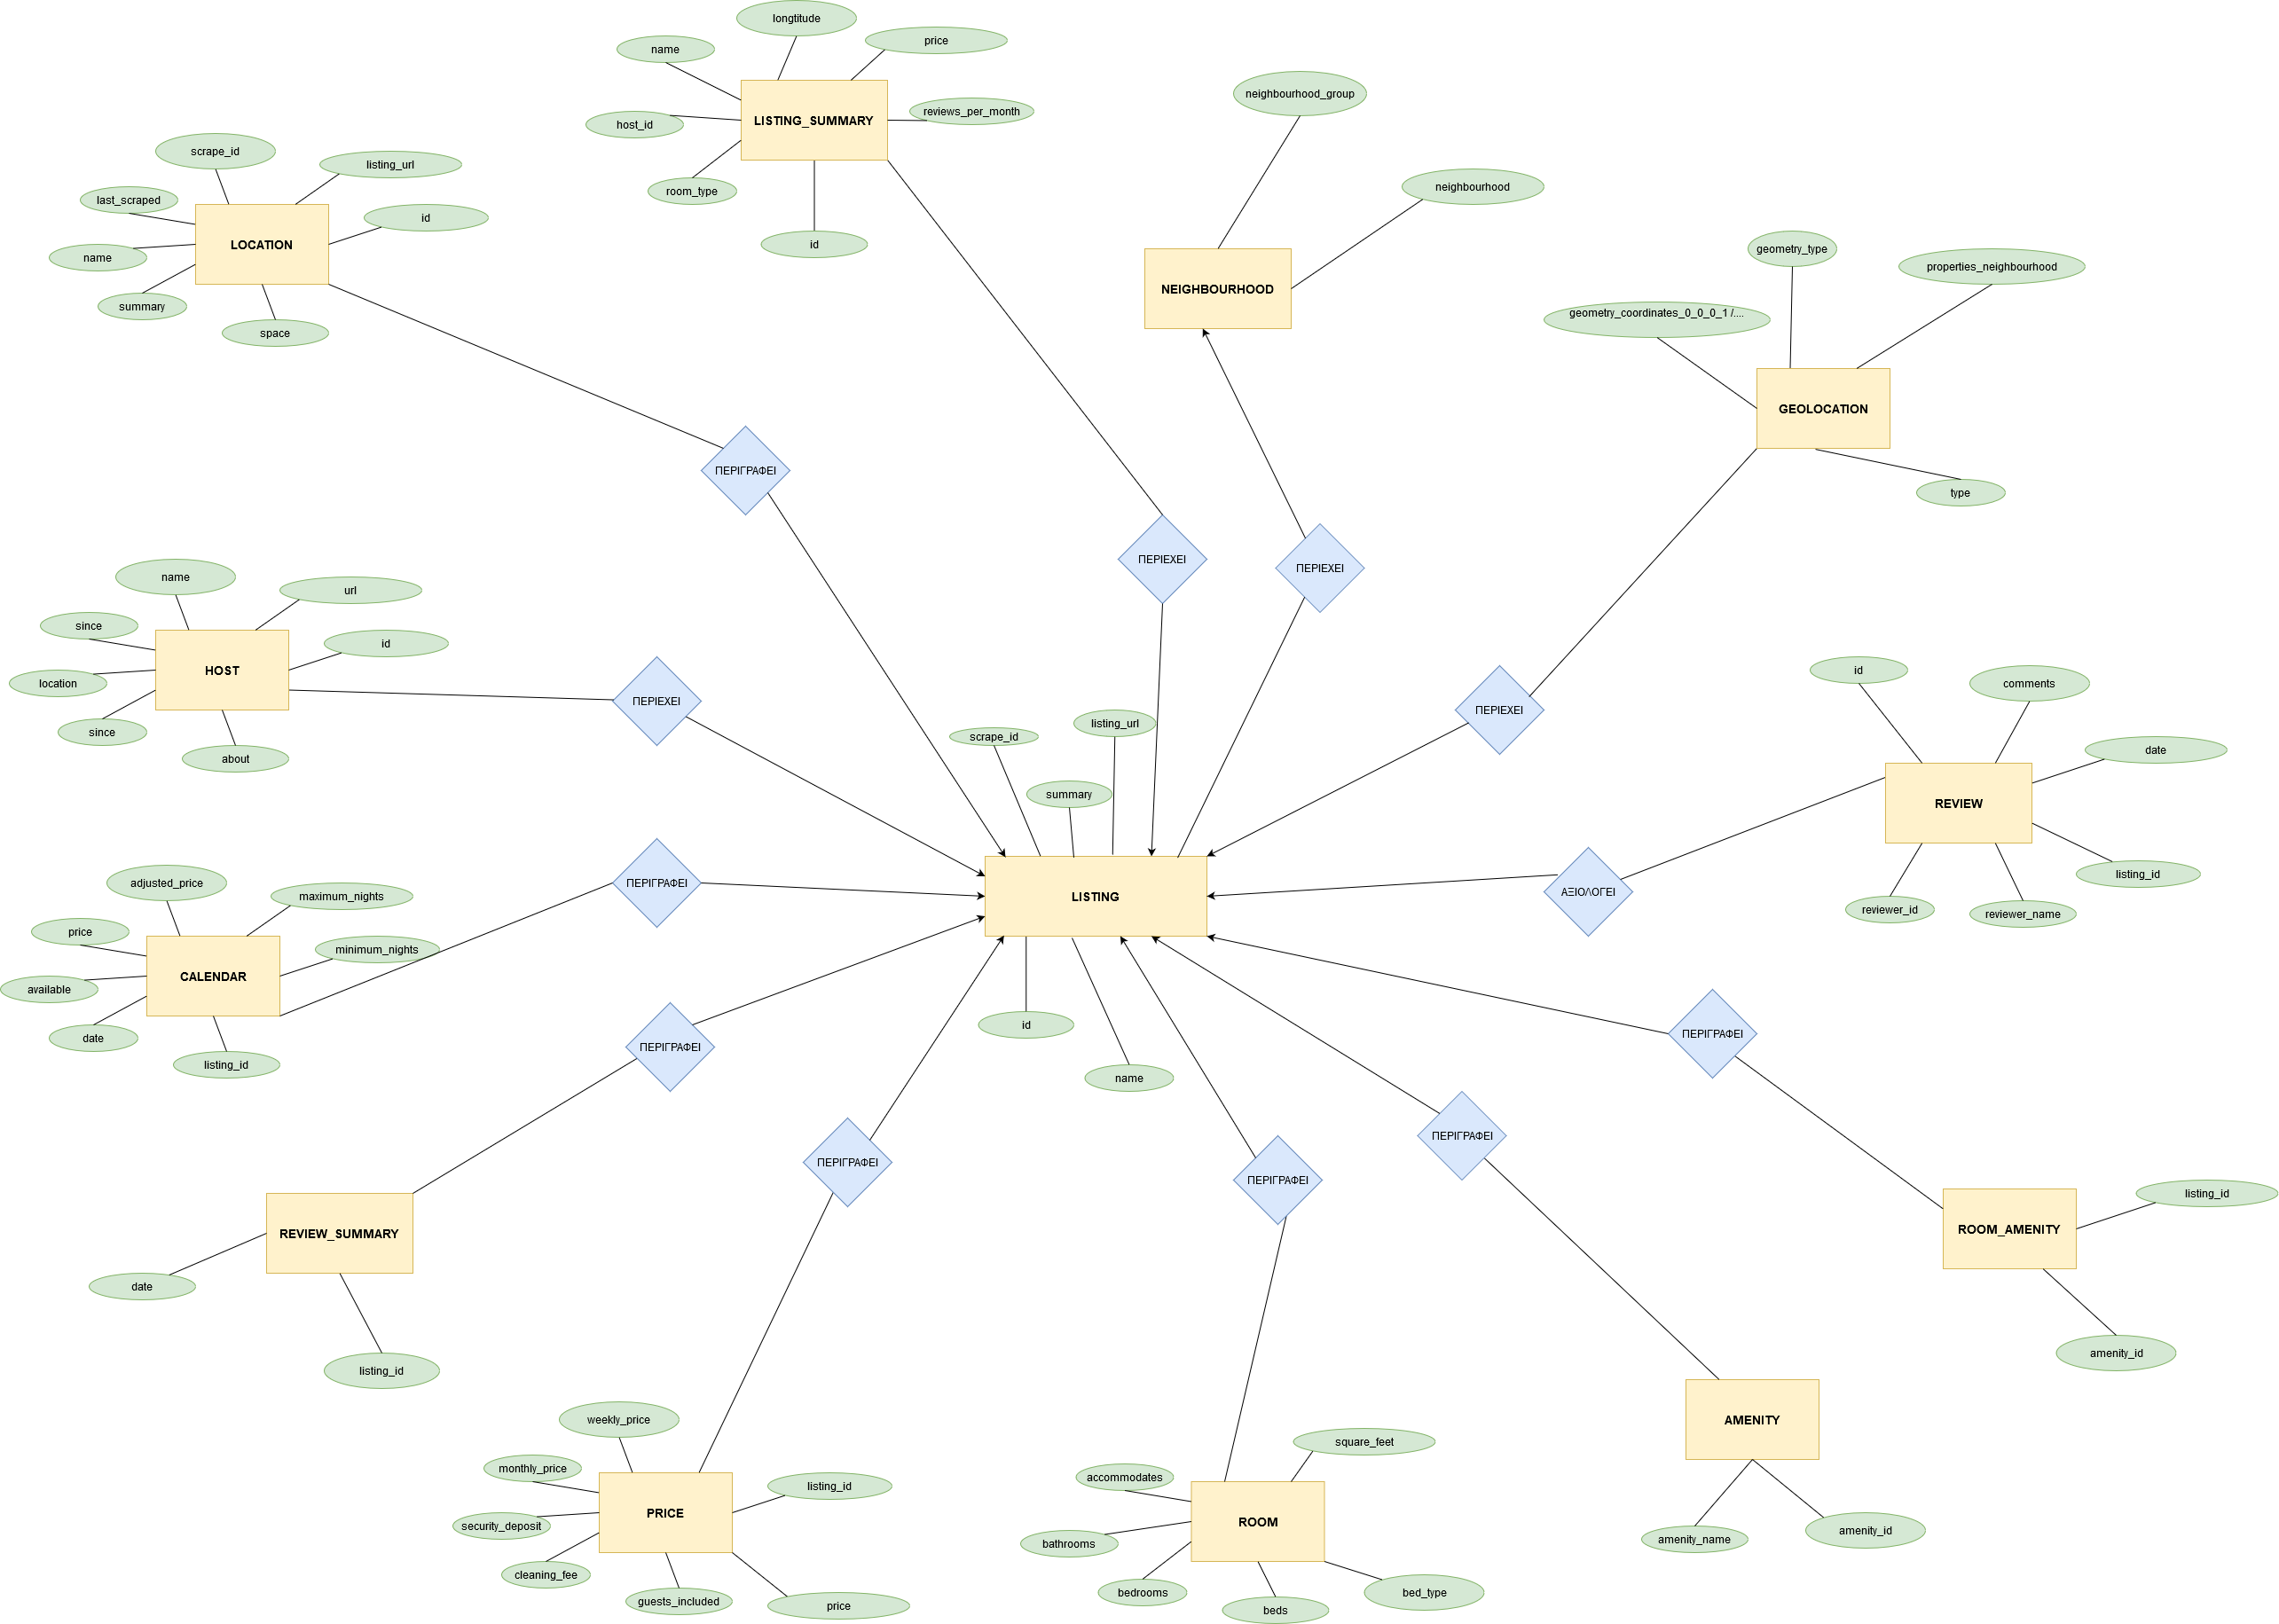 longtitude
name
price
LISTING_SUMMARY
reviews_per_month
host_id
room_type
id
neighbourhood_group
neighbourhood
NEIGHBOURHOOD
scrape_id
listing_url
last_scraped
id
LOCATION
name
summary
space
geometry_type
properties_neighbourhood
geometry_coordinates_0_0_0_1 /....
GEOLOCATION
type
ΠΕΡΙΓΡΑΦΕΙ
ΠΕΡΙΕΧΕΙ
ΠΕΡΙΕΧΕΙ
name
url
since
id
HOST
location
since
about
ΠΕΡΙΕΧΕΙ
ΠΕΡΙΕΧΕΙ
id
comments
date
REVIEW
listing_id
reviewer_id
reviewer_name
scrape_id
listing_url
summary
LISTING
id
name
ΑΞΙΟΛΟΓΕΙ
ΠΕΡΙΓΡΑΦΕΙ
adjusted_price
maximum_nights
price
minimum_nights
CALENDAR
available
date
listing_id
ΠΕΡΙΓΡΑΦΕΙ
ΠΕΡΙΓΡΑΦΕΙ
ΠΕΡΙΓΡΑΦΕΙ
ΠΕΡΙΓΡΑΦΕΙ
ΠΕΡΙΓΡΑΦΕΙ
REVIEW_SUMMARY
date
listing_id
listing_id
ROOM_AMENITY
amenity_id
weekly_price
monthly_price
listing_id
PRICE
security_deposit
cleaning_fee
guests_included
price
square_feet
accommodates
ROOM
bathrooms
bedrooms
beds
bed_type
AMENITY
amenity_name
amenity_id